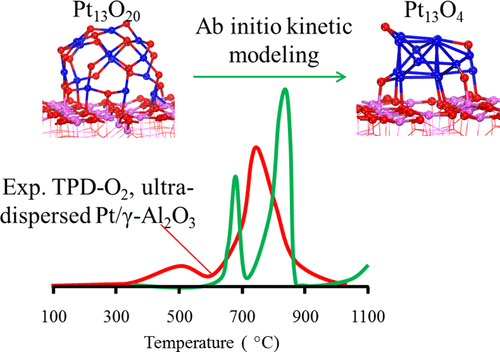 Pt₁₃O₂₀
Ab initio kinetic
modeling
Pt₁₃O₄
Exp. TPD-O₂, ultra-
dispersed Pt/γ-Al₂O₃
100 300 500 700 900 1100
Temperature ( °C)